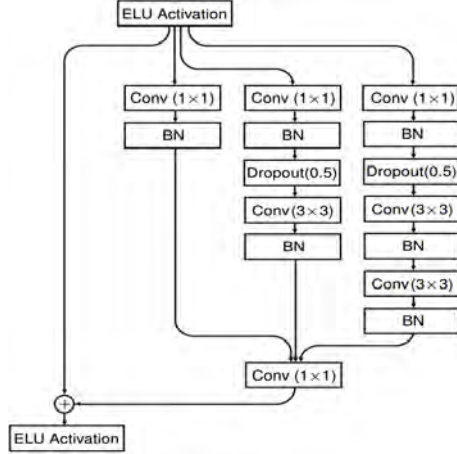 ELU Activation
Conv (1×1)
Conv (1×1)
Conv (1×1)
BN
BN
BN
Dropout(0.5)
Dropout(0.5)
Conv(3×3)
Conv(3×3)
BN
BN
Conv(3×3)
BN
Conv (1×1)
+
ELU Activation